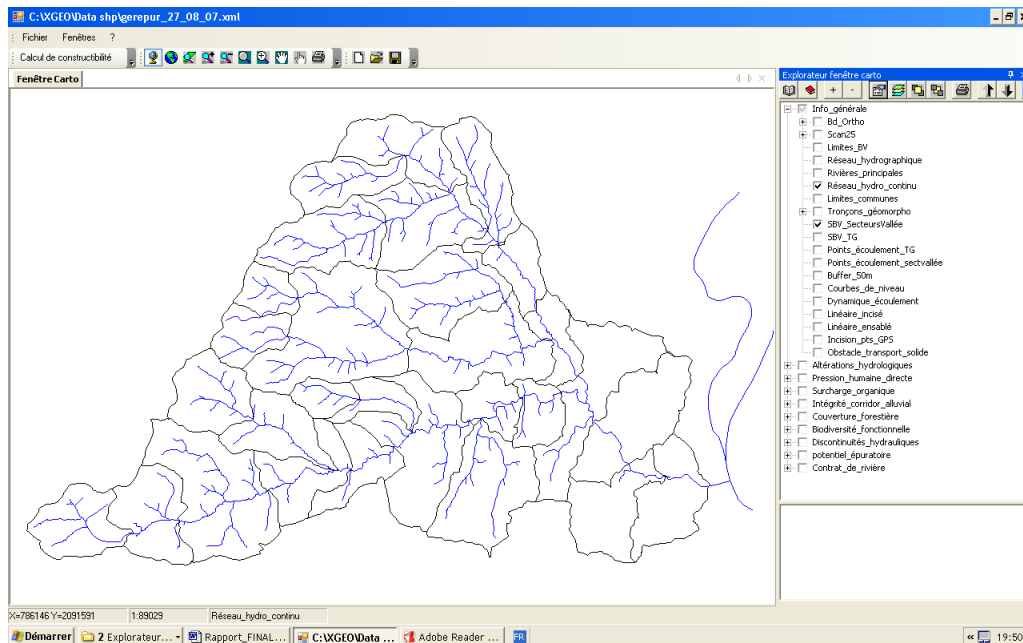 C:\XGEO\Data shp\gerepur_27_08_07.xml
Fichier Fenêtres ?
Calcul de constructibilité
Fenêtre Carto
Explorateur fenêtre carto
Info_générale
Bd_Ortho
Scan25
Limites_BV
Réseau_hydrographique
Rivières_principales
Réseau_hydro_continu
Limites_communes
Tronçons_géomorpho
SBV_SecteursVallée
SBV_TG
Points_écoulement_TG
Points_écoulement_sectvallée
Buffer_50m
Courbes_de_niveau
Dynamique_écoulement
Linéaire_incisé
Linéaire_ensablé
Incision_pts_GPS
Obstacle_transport_solide
Altérations_hydrologiques
Pression_humaine_directe
Surcharge_organique
Intégrité_corridor_alluvial
Couverture_forestière
Biodiversité_fonctionnelle
Discontinuités_hydrauliques
potentiel_épuratoire
Contrat_de_rivière
X=786146 Y=2091591 1:89029 Réseau_hydro_continu
Démarrer 2 Explorateur... Rapport_FINAL... C:\XGEO\Data ... Adobe Reader ... FR 19:50